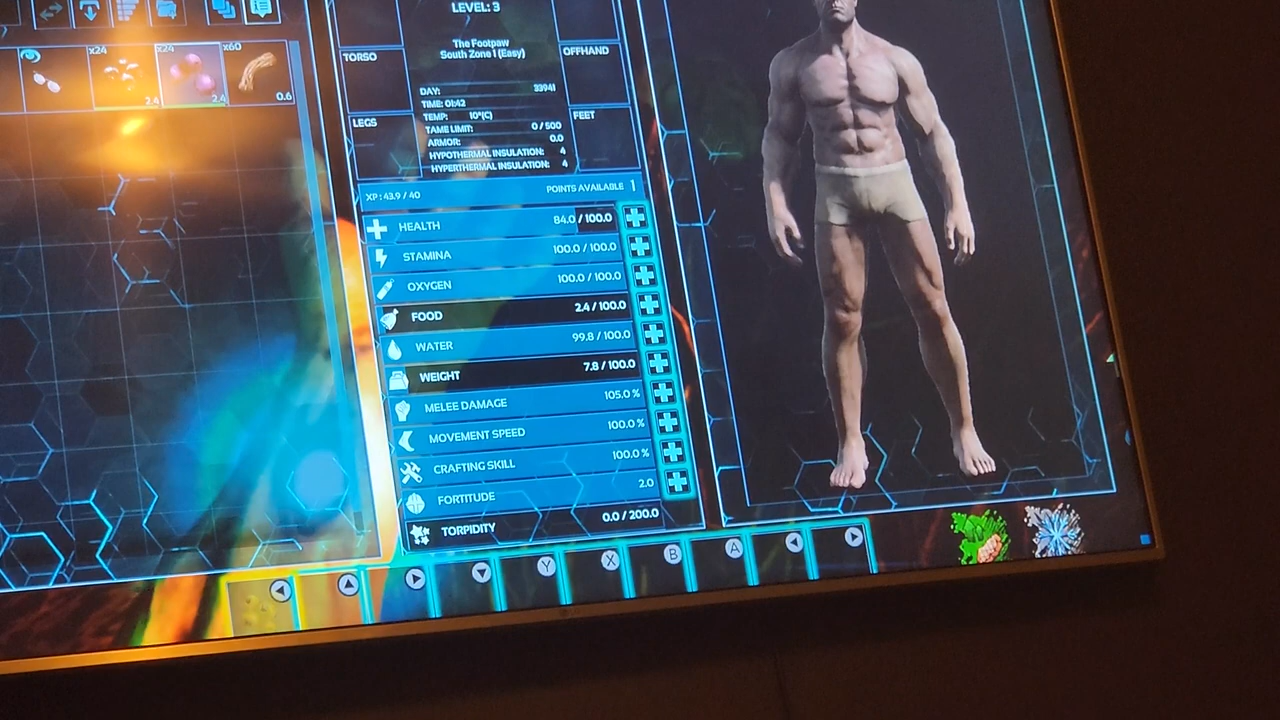 LEVEL: 3
x24
x24
x60
2.4
2.4
0.6
TORSO
The Footpaw
South Zone 1 (Easy)
OFFHAND
LEGS
FEET
DAY: 33941
TIME: 01:42
TEMP: 10°(C)
TAME LIMIT: 0 / 500
ARMOR: 0.0
HYPOTHERMAL INSULATION: 4
HYPERTHERMAL INSULATION: 4
XP : 43.9 / 40 POINTS AVAILABLE 1
HEALTH 84.0 / 100.0
STAMINA 100.0 / 100.0
OXYGEN 100.0 / 100.0
FOOD 2.4 / 100.0
WATER 99.8 / 100.0
WEIGHT 7.8 / 100.0
MELEE DAMAGE 105.0 %
MOVEMENT SPEED 100.0 %
CRAFTING SKILL 100.0 %
FORTITUDE 2.0
TORPIDITY 0.0 / 200.0
Y X B A